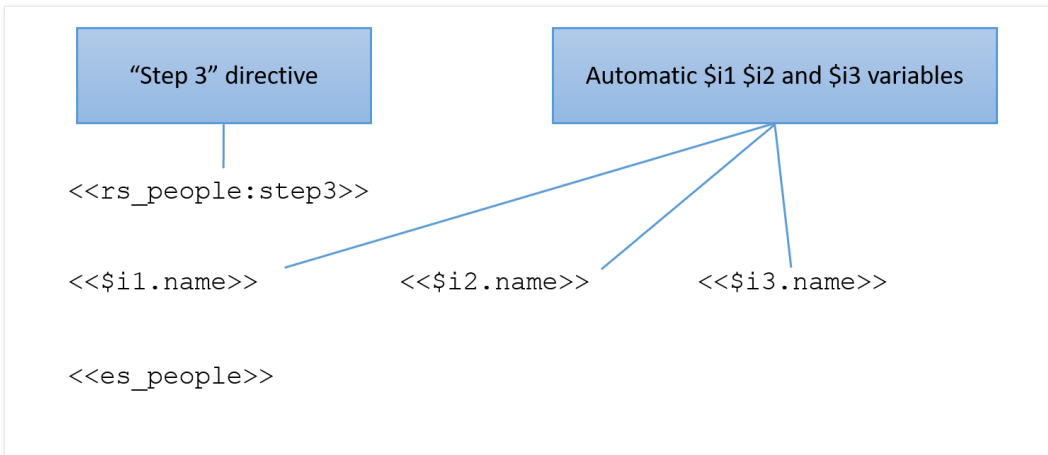 “Step 3” directive
Automatic $i1 $i2 and $i3 variables
<<rs_people:step3>>
<<$i1.name>> <<$i2.name>> <<$i3.name>>
<<es_people>>